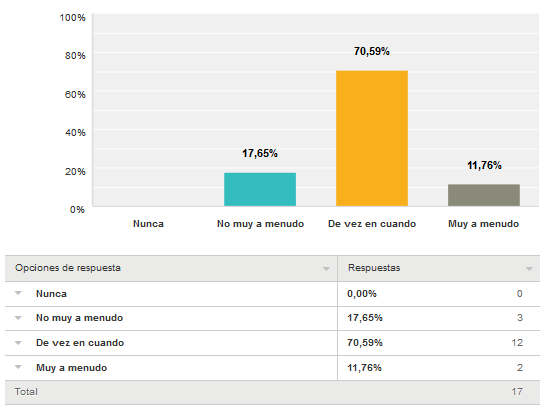 100%
80%
60%
40%
20%
0%
17,65%
70,59%
11,76%
Nunca No muy a menudo De vez en cuando Muy a menudo
Opciones de respuesta Respuestas
Nunca 0,00% 0
No muy a menudo 17,65% 3
De vez en cuando 70,59% 12
Muy a menudo 11,76% 2
Total 17